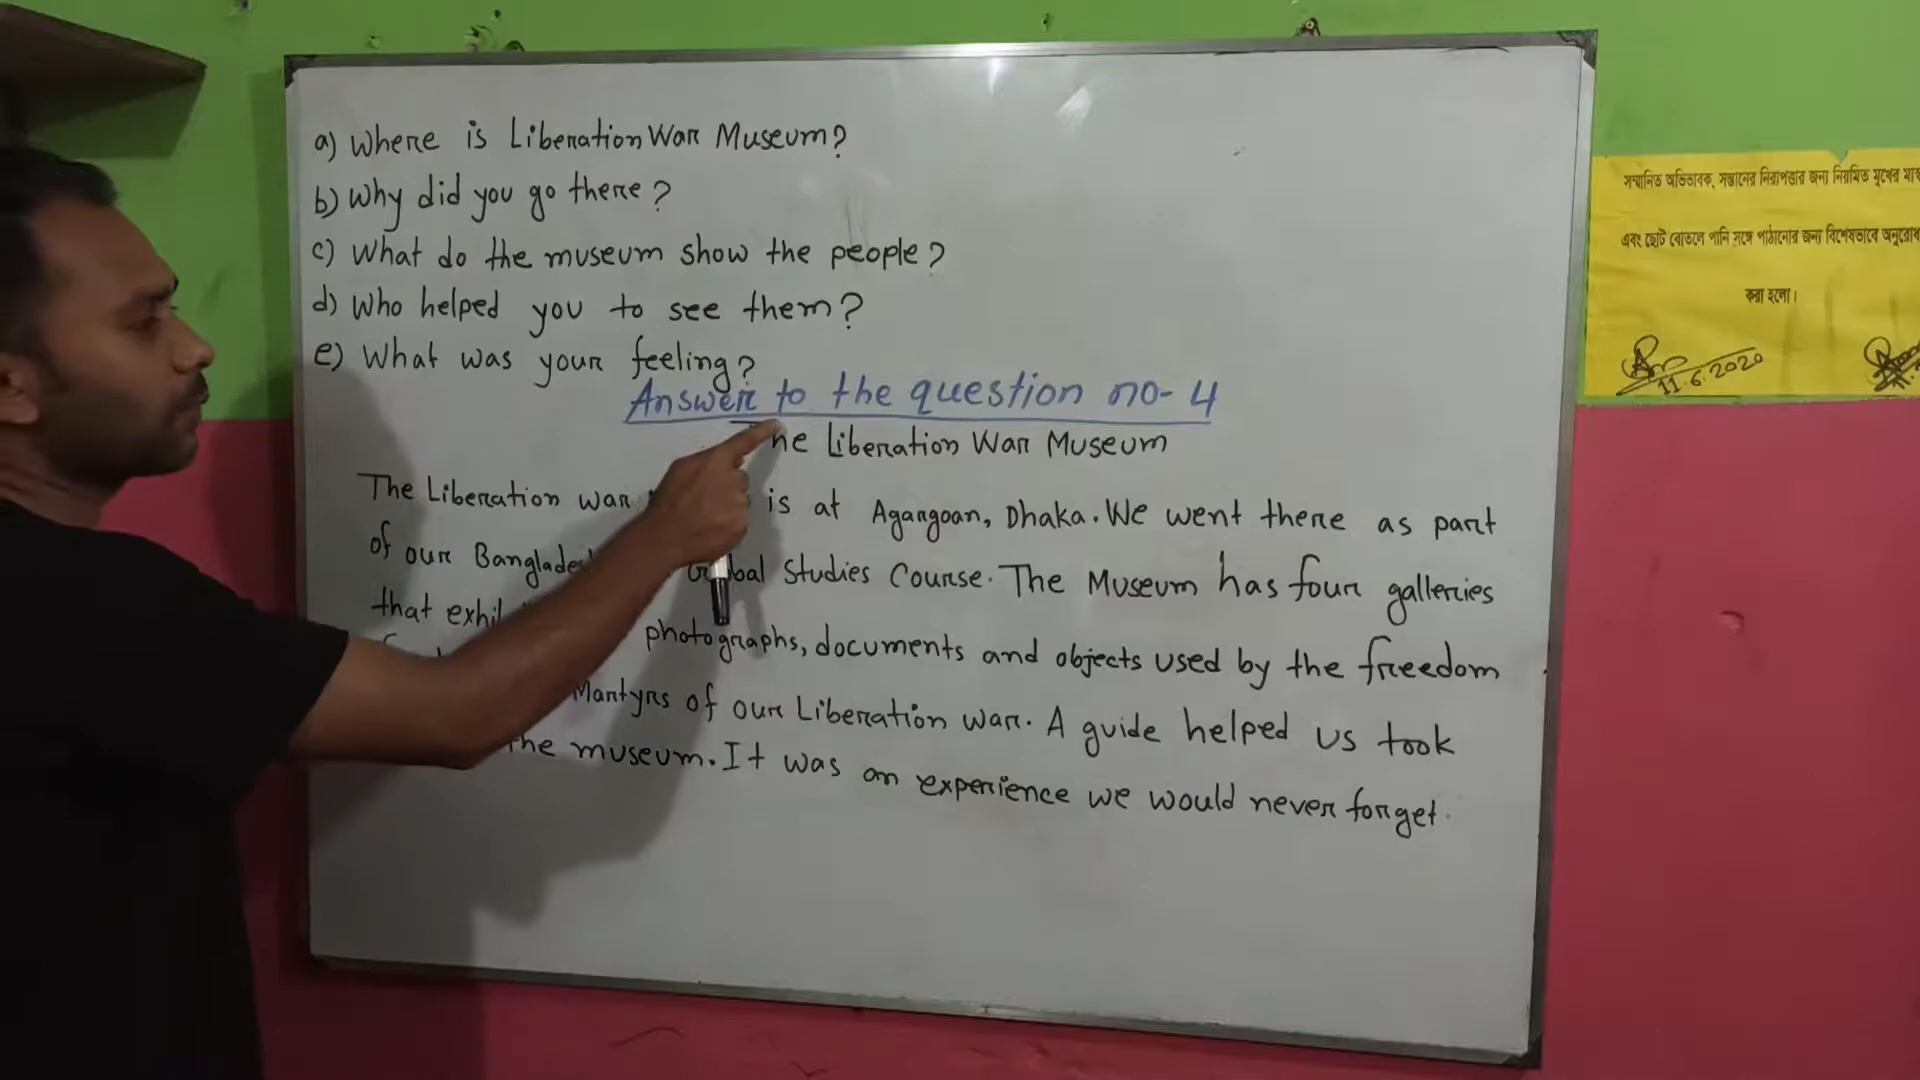 a) Where is Liberation War Museum?
b) Why did you go there?
c) What do the museum show the people?
d) Who helped you to see them?
e) What was your feeling?
Answer to the question no- 4
The Liberation War Museum
The Liberation war is at Agargoan, Dhaka. We went there as part
of our Studies Course. The Museum has four galleries
that photographs, documents and objects used by the freedom
Martyrs of our Liberation war. A guide helped us took
the museum. It was an experience we would never forget.
সম্মানিত অভিভাবক, সন্তানের নিরাপত্তার জন্য নিয়মিত মুখের
এবং ছোট বোতলে পানি সঙ্গে পাঠানোর জন্য বিশেষভাবে অনুরোধ
করা হলো।
11.6.2020